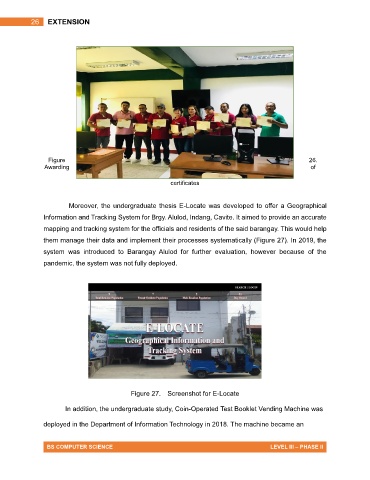 26 EXTENSION
Figure 26.
Awarding of
certificates
Moreover, the undergraduate thesis E-Locate was developed to offer a Geographical
Information and Tracking System for Brgy. Alulod, Indang, Cavite. It aimed to provide an accurate
mapping and tracking system for the officials and residents of the said barangay. This would help
them manage their data and implement their processes systematically (Figure 27). In 2019, the
system was introduced to Barangay Alulod for further evaluation, however because of the
pandemic, the system was not fully deployed.
E-LOCATE
Geographical Information and
Tracking System
Figure 27. Screenshot for E-Locate
In addition, the undergraduate study, Coin-Operated Test Booklet Vending Machine was
deployed in the Department of Information Technology in 2018. The machine became an
BS COMPUTER SCIENCE LEVEL III – PHASE II